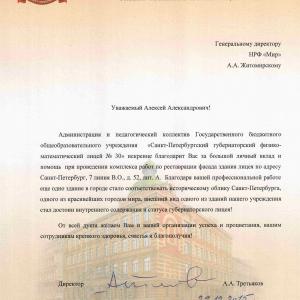 Генеральному директору
НРФ «Мир»
А.А. Житомирскому
Уважаемый Алексей Александрович!
Администрация и педагогический коллектив Государственного бюджетного
общеобразовательного учреждения «Санкт-Петербургский губернаторский физико-
математический лицей № 30» искренне благодарит Вас за большой личный вклад и
помощь при проведении комплекса работ по реставрации фасада здания лицея по адресу
Санкт-Петербург, 7 линия В.О., д. 52, лит. А. Благодаря вашей профессиональной работе
еще одно здание в городе стало соответствовать историческому облику Санкт-Петербурга,
одного из красивейших городов мира, внешний вид одного из зданий нашего учреждения
стал достоин внутреннего содержания и статуса губернаторского лицея!
От всей души желаем Вам и вашей организации успеха и процветания, вашим
сотрудникам крепкого здоровья, счастья и благополучия!
Директор А.А. Третьяков